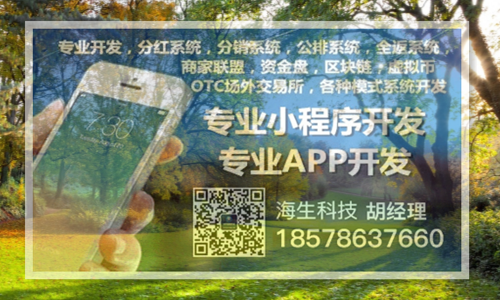 专业开发，分红系统，分销系统，公排系统，全返系统，
商家联盟，资金盘，区块链，虚拟币
OTC场外交易所，各种模式系统开发
7:30
专业小程序开发
专业APP开发
海生科技 胡经理
18578637660